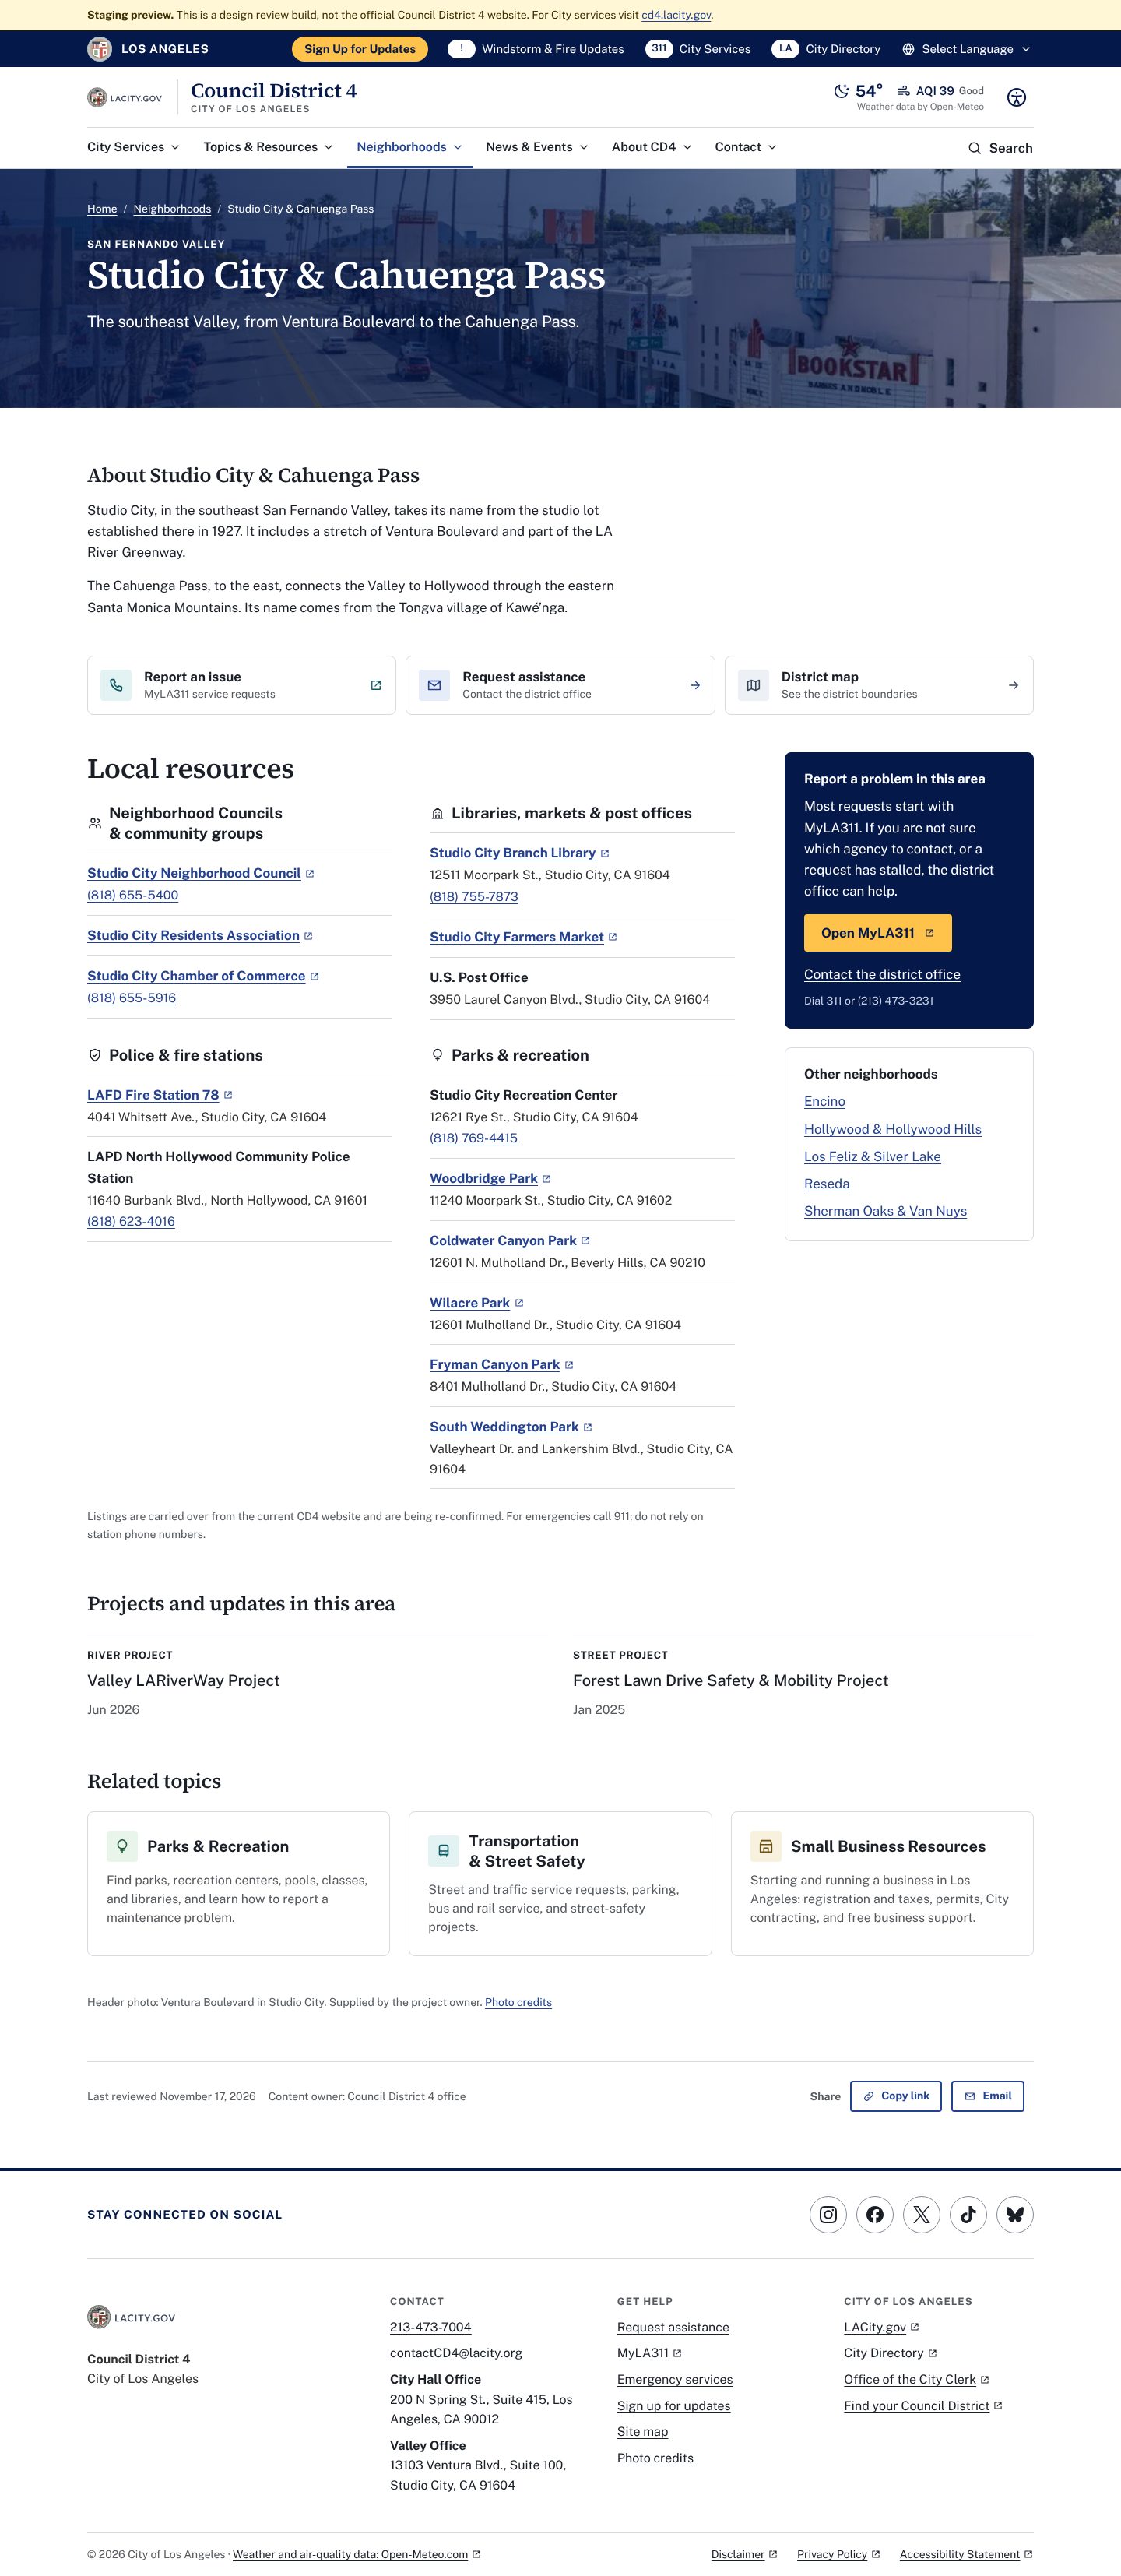 Staging preview. This is a design review build, not the official Council District 4 website. For City services visit cd4.lacity.gov.
LOS ANGELES
Sign Up for Updates
! Windstorm & Fire Updates
311 City Services
LA City Directory
Select Language
LACITY.GOV
Council District 4
CITY OF LOS ANGELES
54°
AQI 39 Good
Weather data by Open-Meteo
City Services
Topics & Resources
Neighborhoods
News & Events
About CD4
Contact
Search
Home / Neighborhoods / Studio City & Cahuenga Pass
SAN FERNANDO VALLEY
Studio City & Cahuenga Pass
The southeast Valley, from Ventura Boulevard to the Cahuenga Pass.
BOOKSTAR
BARNES AND NOBLE
About Studio City & Cahuenga Pass
Studio City, in the southeast San Fernando Valley, takes its name from the studio lot
established there in 1927. It includes a stretch of Ventura Boulevard and part of the LA
River Greenway.
The Cahuenga Pass, to the east, connects the Valley to Hollywood through the eastern
Santa Monica Mountains. Its name comes from the Tongva village of Kawé’nga.
Report an issue
MyLA311 service requests
Request assistance
Contact the district office
District map
See the district boundaries
Local resources
Neighborhood Councils
& community groups
Studio City Neighborhood Council
(818) 655-5400
Studio City Residents Association
Studio City Chamber of Commerce
(818) 655-5916
Police & fire stations
LAFD Fire Station 78
4041 Whitsett Ave., Studio City, CA 91604
LAPD North Hollywood Community Police
Station
11640 Burbank Blvd., North Hollywood, CA 91601
(818) 623-4016
Libraries, markets & post offices
Studio City Branch Library
12511 Moorpark St., Studio City, CA 91604
(818) 755-7873
Studio City Farmers Market
U.S. Post Office
3950 Laurel Canyon Blvd., Studio City, CA 91604
Parks & recreation
Studio City Recreation Center
12621 Rye St., Studio City, CA 91604
(818) 769-4415
Woodbridge Park
11240 Moorpark St., Studio City, CA 91602
Coldwater Canyon Park
12601 N. Mulholland Dr., Beverly Hills, CA 90210
Wilacre Park
12601 Mulholland Dr., Studio City, CA 91604
Fryman Canyon Park
8401 Mulholland Dr., Studio City, CA 91604
South Weddington Park
Valleyheart Dr. and Lankershim Blvd., Studio City, CA
91604
Report a problem in this area
Most requests start with
MyLA311. If you are not sure
which agency to contact, or a
request has stalled, the district
office can help.
Open MyLA311
Contact the district office
Dial 311 or (213) 473-3231
Other neighborhoods
Encino
Hollywood & Hollywood Hills
Los Feliz & Silver Lake
Reseda
Sherman Oaks & Van Nuys
Listings are carried over from the current CD4 website and are being re-confirmed. For emergencies call 911; do not rely on
station phone numbers.
Projects and updates in this area
RIVER PROJECT
Valley LARiverWay Project
Jun 2026
STREET PROJECT
Forest Lawn Drive Safety & Mobility Project
Jan 2025
Related topics
Parks & Recreation
Find parks, recreation centers, pools, classes,
and libraries, and learn how to report a
maintenance problem.
Transportation
& Street Safety
Street and traffic service requests, parking,
bus and rail service, and street-safety
projects.
Small Business Resources
Starting and running a business in Los
Angeles: registration and taxes, permits, City
contracting, and free business support.
Header photo: Ventura Boulevard in Studio City. Supplied by the project owner. Photo credits
Last reviewed November 17, 2026 Content owner: Council District 4 office
Share
Copy link
Email
STAY CONNECTED ON SOCIAL
LACITY.GOV
Council District 4
City of Los Angeles
CONTACT
213-473-7004
contactCD4@lacity.org
City Hall Office
200 N Spring St., Suite 415, Los
Angeles, CA 90012
Valley Office
13103 Ventura Blvd., Suite 100,
Studio City, CA 91604
GET HELP
Request assistance
MyLA311
Emergency services
Sign up for updates
Site map
Photo credits
CITY OF LOS ANGELES
LACity.gov
City Directory
Office of the City Clerk
Find your Council District
© 2026 City of Los Angeles · Weather and air-quality data: Open-Meteo.com
Disclaimer
Privacy Policy
Accessibility Statement